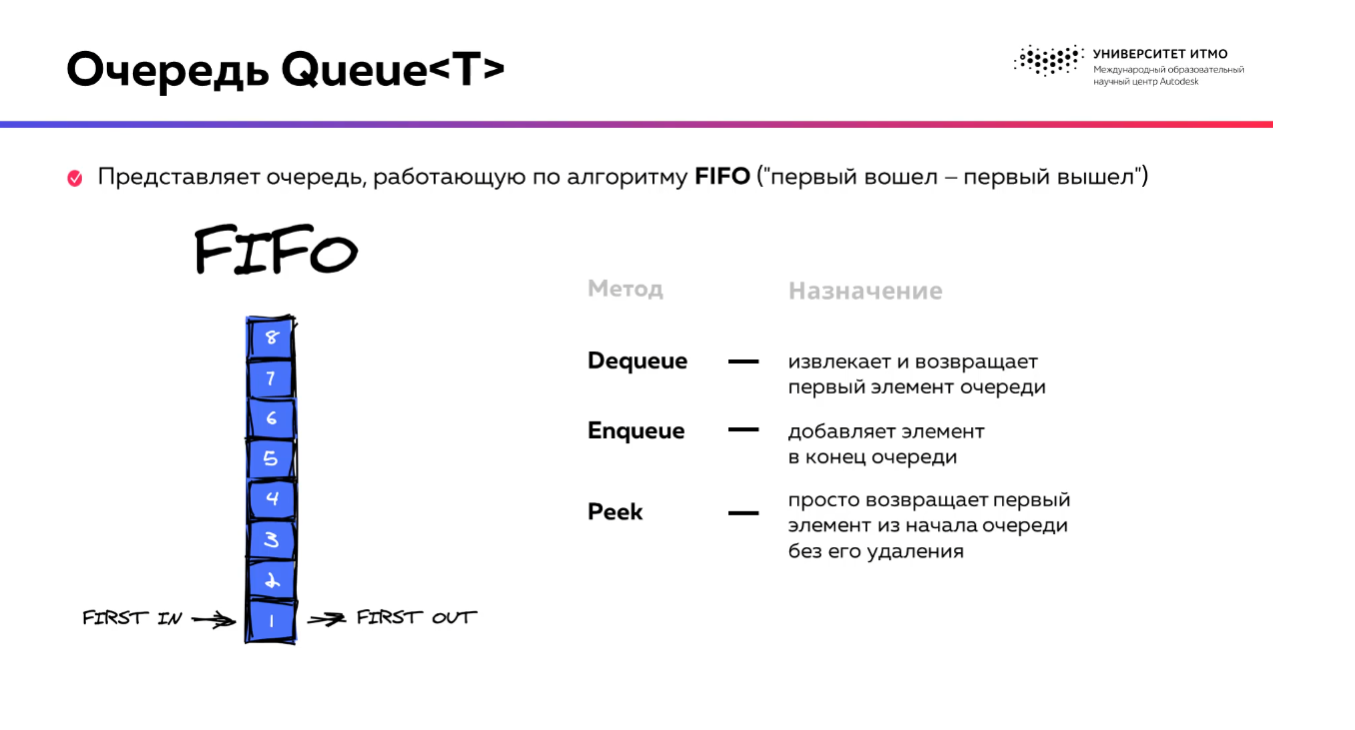 Очередь Queue<T>
УНИВЕРСИТЕТ ИТМО
Международный образовательный
научный центр Autodesk
Представляет очередь, работающую по алгоритму FIFO ("первый вошел – первый вышел")
FIFO
Метод
Назначение
8
7
6
5
4
3
2
1
FIRST IN
FIRST OUT
Dequeue — извлекает и возвращает
первый элемент очереди
Enqueue — добавляет элемент
в конец очереди
Peek — просто возвращает первый
элемент из начала очереди
без его удаления